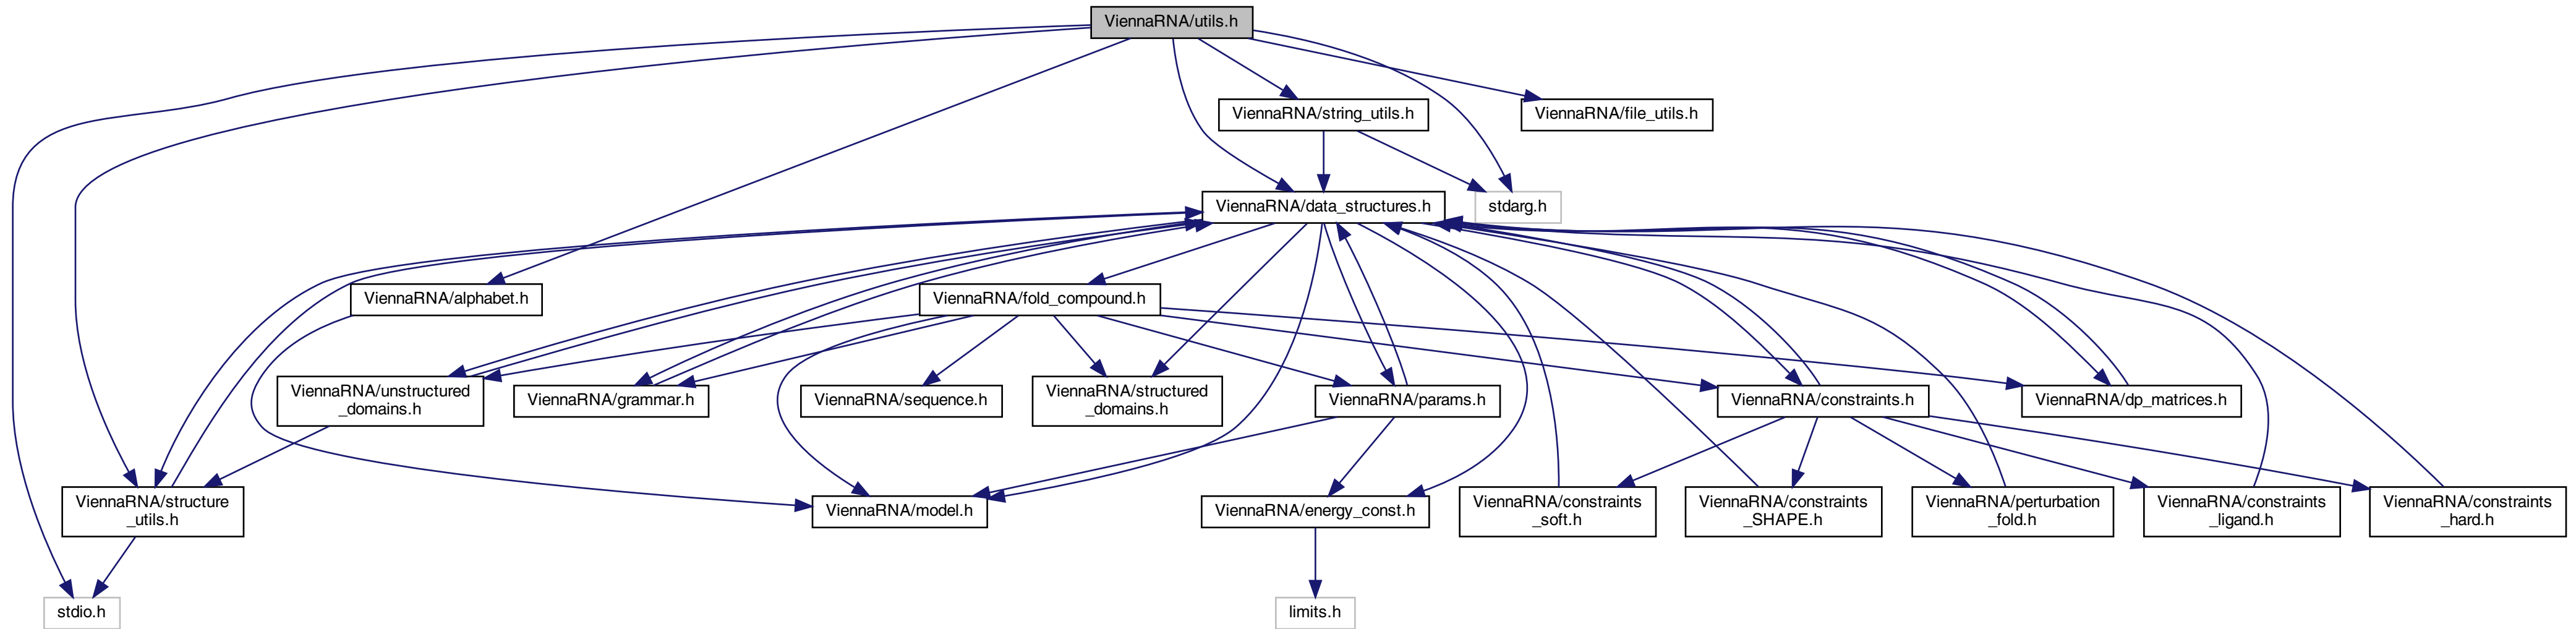 ViennaRNA/utils.h
ViennaRNA/string_utils.h
ViennaRNA/file_utils.h
ViennaRNA/data_structures.h
stdarg.h
ViennaRNA/alphabet.h
ViennaRNA/fold_compound.h
ViennaRNA/unstructured
_domains.h
ViennaRNA/grammar.h
ViennaRNA/sequence.h
ViennaRNA/structured
_domains.h
ViennaRNA/params.h
ViennaRNA/constraints.h
ViennaRNA/dp_matrices.h
ViennaRNA/structure
_utils.h
ViennaRNA/model.h
ViennaRNA/energy_const.h
ViennaRNA/constraints
_soft.h
ViennaRNA/constraints
_SHAPE.h
ViennaRNA/perturbation
_fold.h
ViennaRNA/constraints
_ligand.h
ViennaRNA/constraints
_hard.h
stdio.h
limits.h